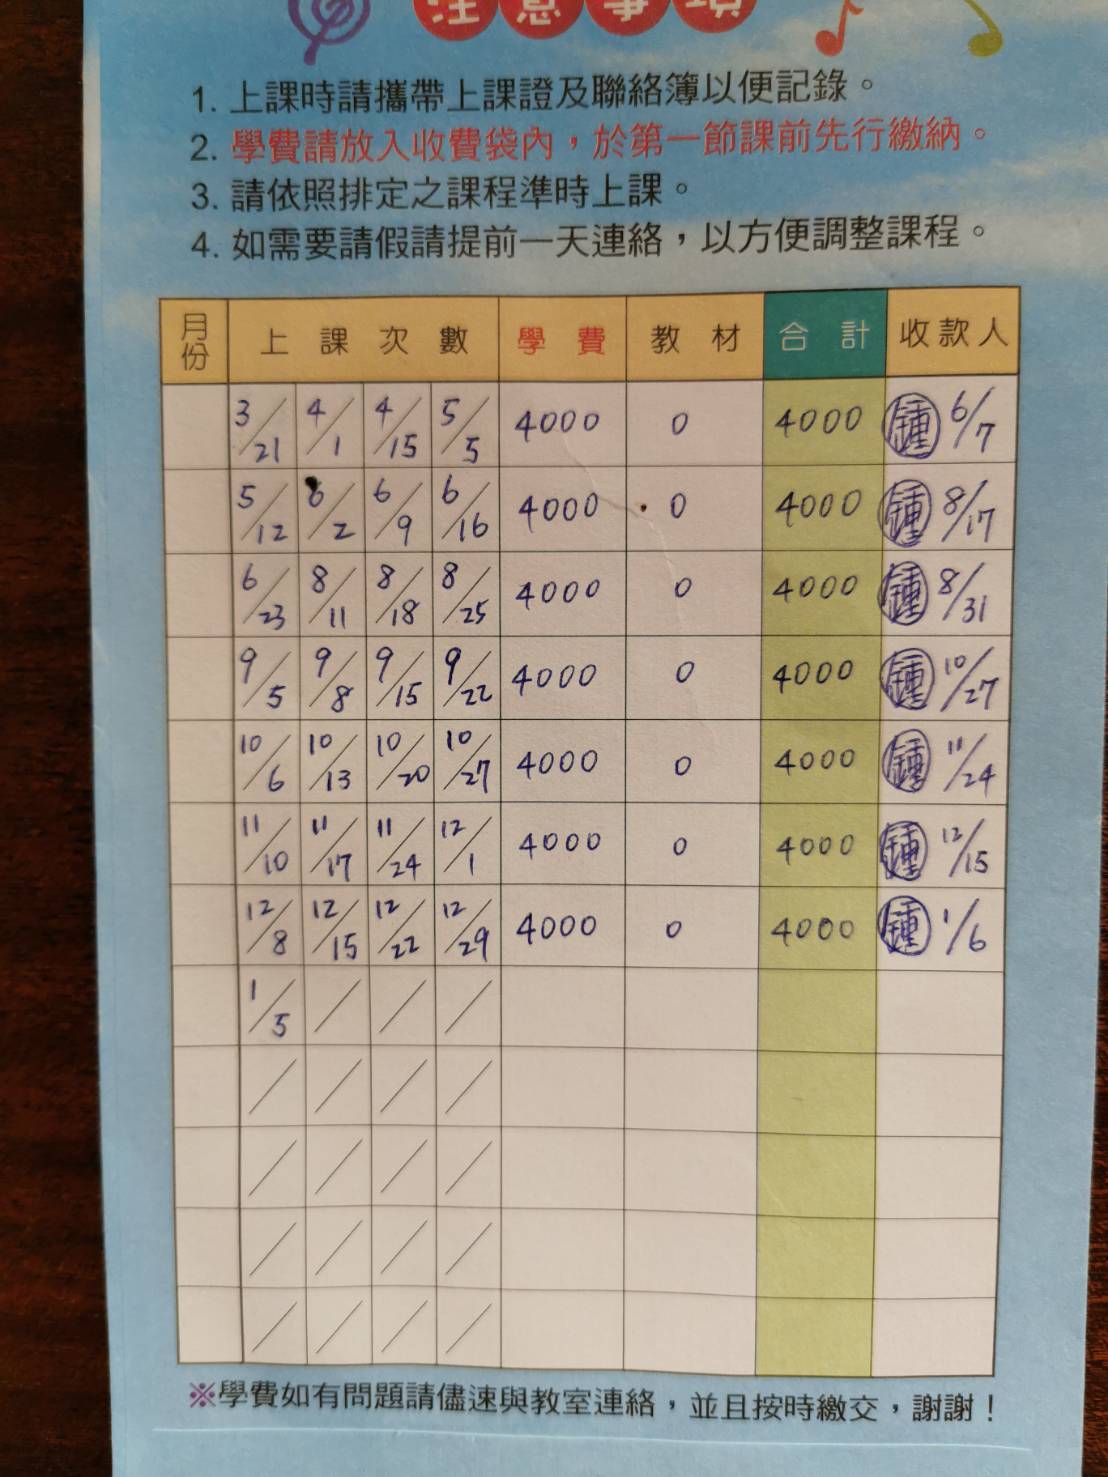 注意事項
1. 上課時請攜帶上課證及聯絡簿以便記錄。
2. 學費請放入收費袋內，於第一節課前先行繳納。
3. 請依照排定之課程準時上課。
4. 如需要請假請提前一天連絡，以方便調整課程。
月份 上課次數 學費 教材 合計 收款人
3/21 4/1 4/15 5/5 4000 0 4000 鍾 6/7
5/12 6/2 6/9 6/16 4000 0 4000 鍾 8/17
6/23 8/11 8/18 8/25 4000 0 4000 鍾 8/31
9/5 9/8 9/15 9/22 4000 0 4000 鍾 10/27
10/6 10/13 10/20 10/27 4000 0 4000 鍾 11/24
11/10 11/17 11/24 12/1 4000 0 4000 鍾 12/15
12/8 12/15 12/22 12/29 4000 0 4000 鍾 1/6
1/5 / / /
/ / / /
/ / / /
/ / / /
/ / / /
※學費如有問題請儘速與教室連絡，並且按時繳交，謝謝！